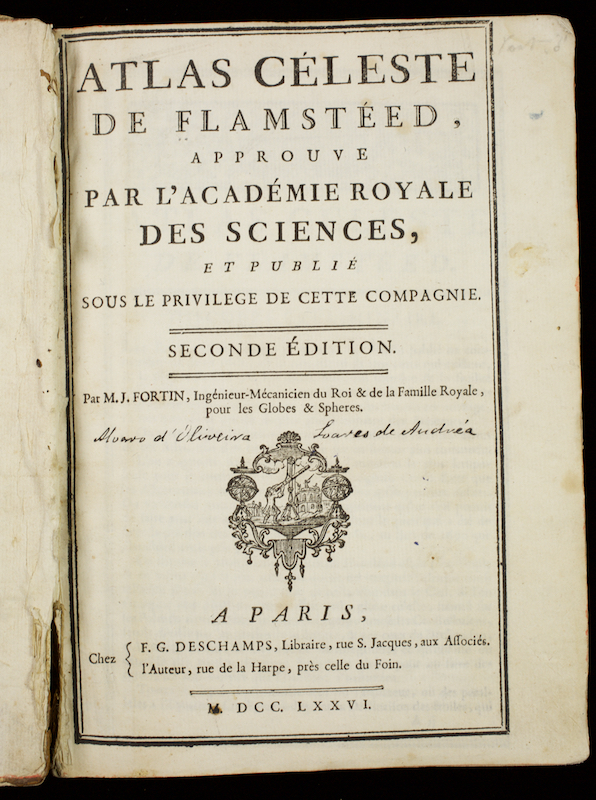 ATLAS CÉLESTE
DE FLAMSTÉED,
APPROUVE
PAR L'ACADÉMIE ROYALE
DES SCIENCES,
ET PUBLIÉ
SOUS LE PRIVILEGE DE CETTE COMPAGNIE.
SECONDE ÉDITION.
Par M. J. FORTIN, Ingénieur-Mécanicien du Roi & de la Famille Royale,
pour les Globes & Spheres.
Alvaro d'Oliveira Soares de Andréa
A PARIS,
Chez
F. G. DESCHAMPS, Libraire, rue S. Jacques, aux Associés.
l'Auteur, rue de la Harpe, près celle du Foin.
M. DCC. LXXVI.